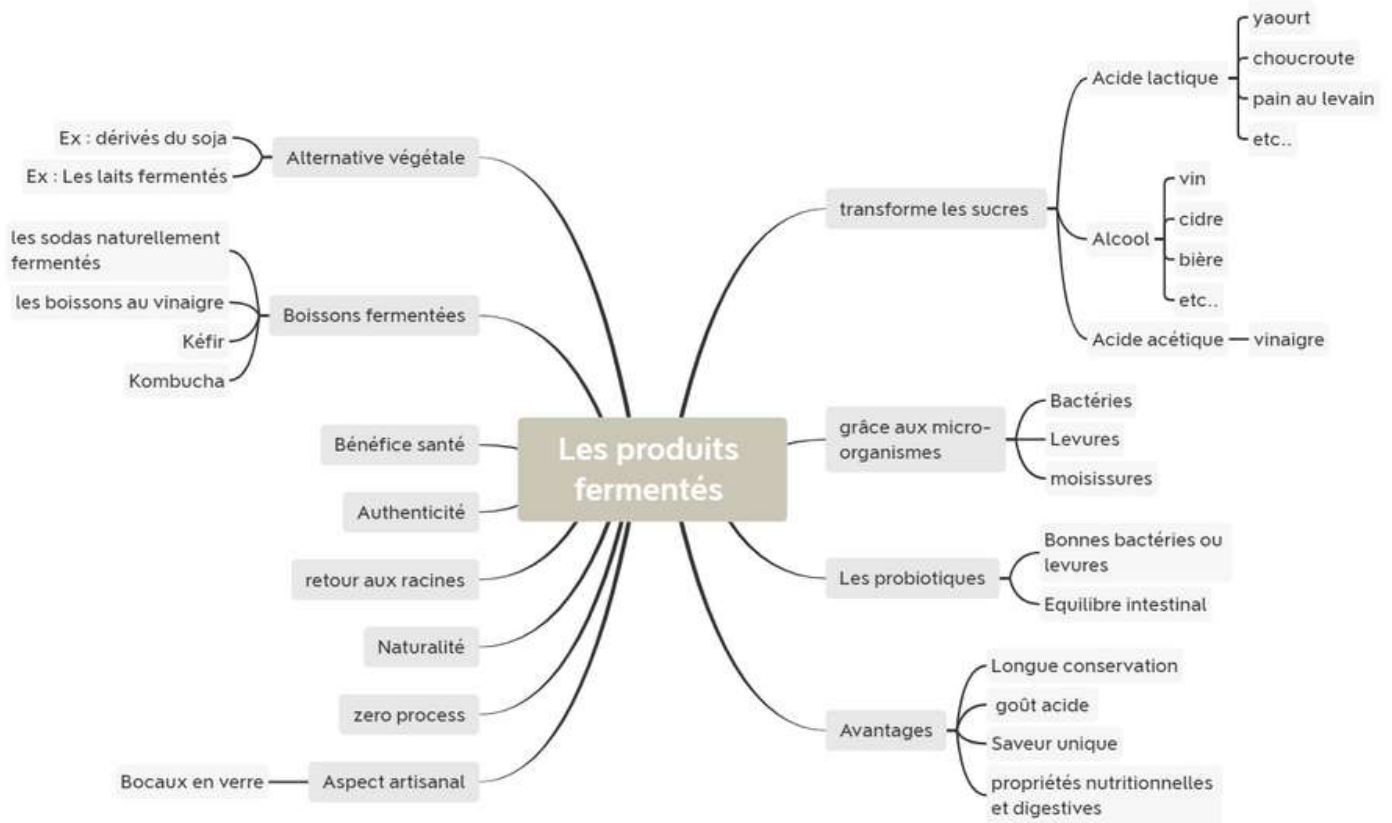 Les produits
fermentés
transforme les sucres
Acide lactique
yaourt
choucroute
pain au levain
etc..
Alcool
vin
cidre
bière
etc..
Acide acétique
vinaigre
grâce aux micro-
organismes
Bactéries
Levures
moisissures
Les probiotiques
Bonnes bactéries ou
levures
Equilibre intestinal
Avantages
Longue conservation
goût acide
Saveur unique
propriétés nutritionnelles
et digestives
Alternative végétale
Ex : dérivés du soja
Ex : Les laits fermentés
Boissons fermentées
les sodas naturellement
fermentés
les boissons au vinaigre
Kéfir
Kombucha
Bénéfice santé
Authenticité
retour aux racines
Naturalité
zero process
Aspect artisanal
Bocaux en verre